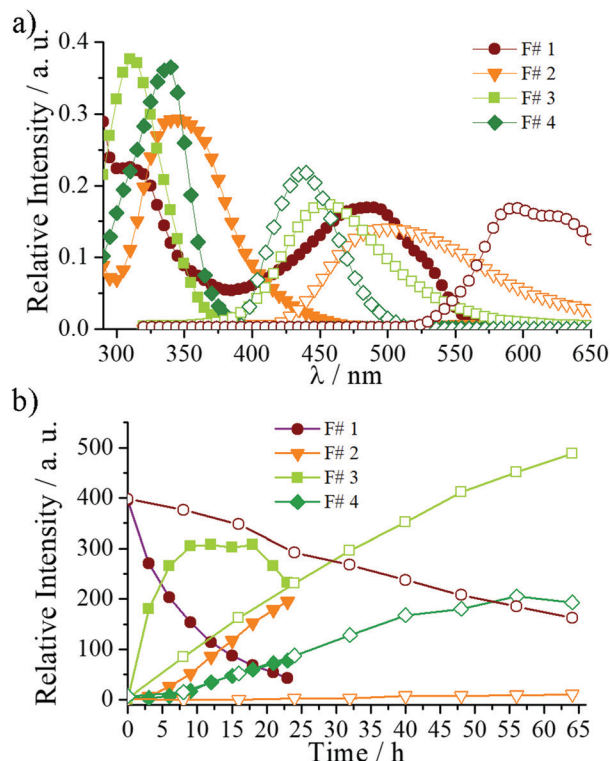 a)
Relative Intensity / a. u.
0.4
0.3
0.2
0.1
0.0
F# 1
F# 2
F# 3
F# 4
300 350 400 450 500 550 600 650
λ / nm
b)
Relative Intensity / a. u.
500
400
300
200
100
0
F# 1
F# 2
F# 3
F# 4
0 5 10 15 20 25 30 35 40 45 50 55 60 65
Time / h